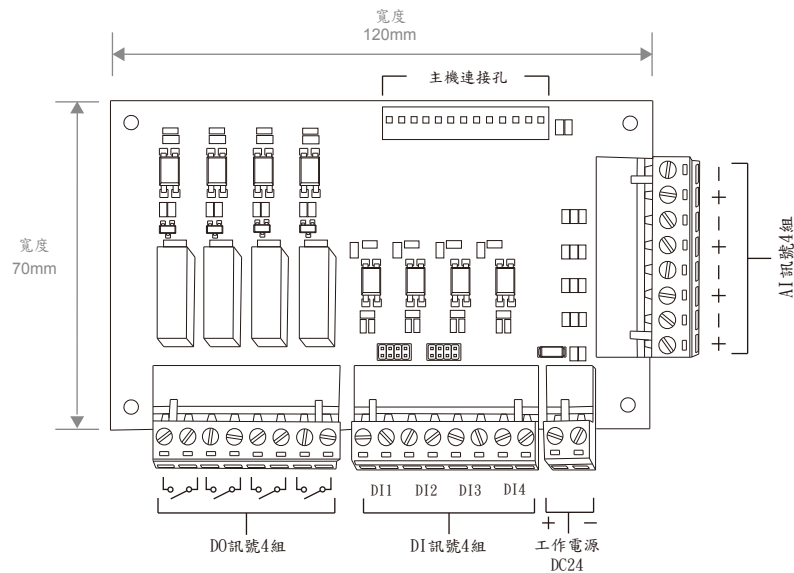 寬度
120mm
主機連接孔
寬度
70mm
−
+
−
+
−
+
−
+
AI訊號4組
DI1 DI2 DI3 DI4
DO訊號4組
DI訊號4組
+ −
工作電源
DC24